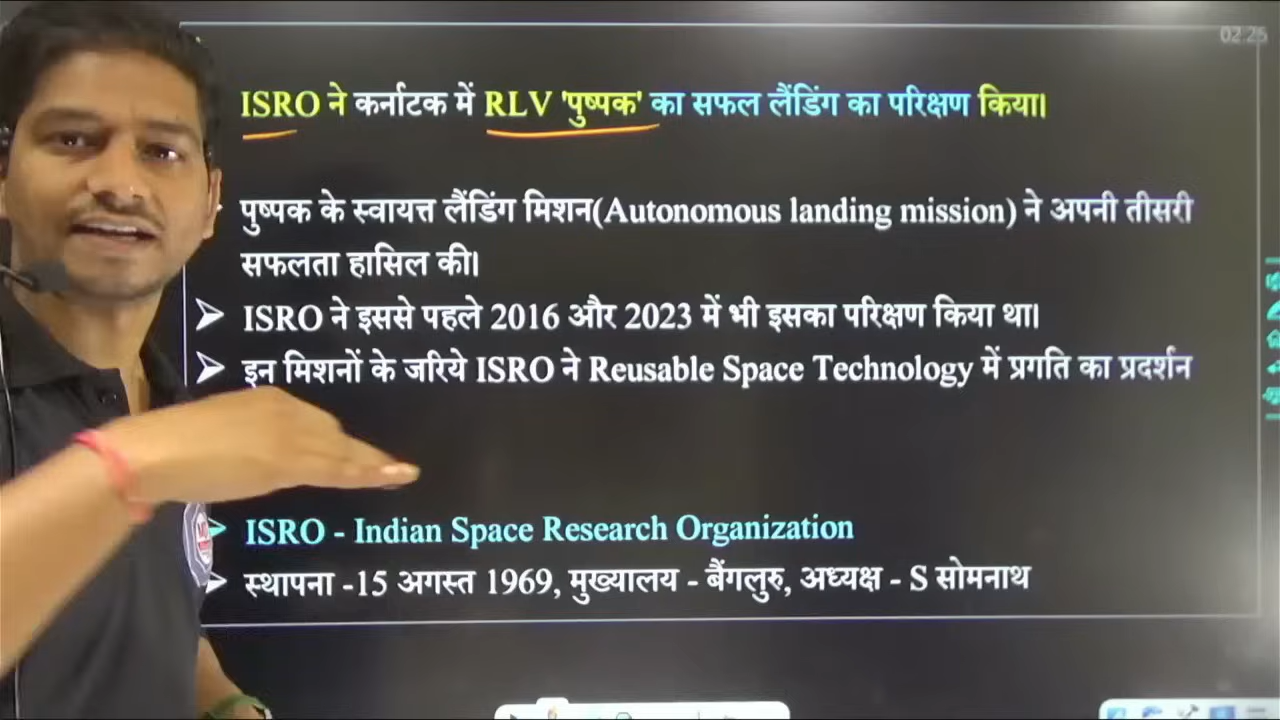 02:25
ISRO ने कर्नाटक में RLV 'पुष्पक' का सफल लैंडिंग का परिक्षण किया।
पुष्पक के स्वायत्त लैंडिंग मिशन(Autonomous landing mission) ने अपनी तीसरी
सफलता हासिल की।
ISRO ने इससे पहले 2016 और 2023 में भी इसका परिक्षण किया था।
इन मिशनों के जरिये ISRO ने Reusable Space Technology में प्रगति का प्रदर्शन
ISRO - Indian Space Research Organization
स्थापना -15 अगस्त 1969, मुख्यालय - बैंगलुरु, अध्यक्ष - S सोमनाथ